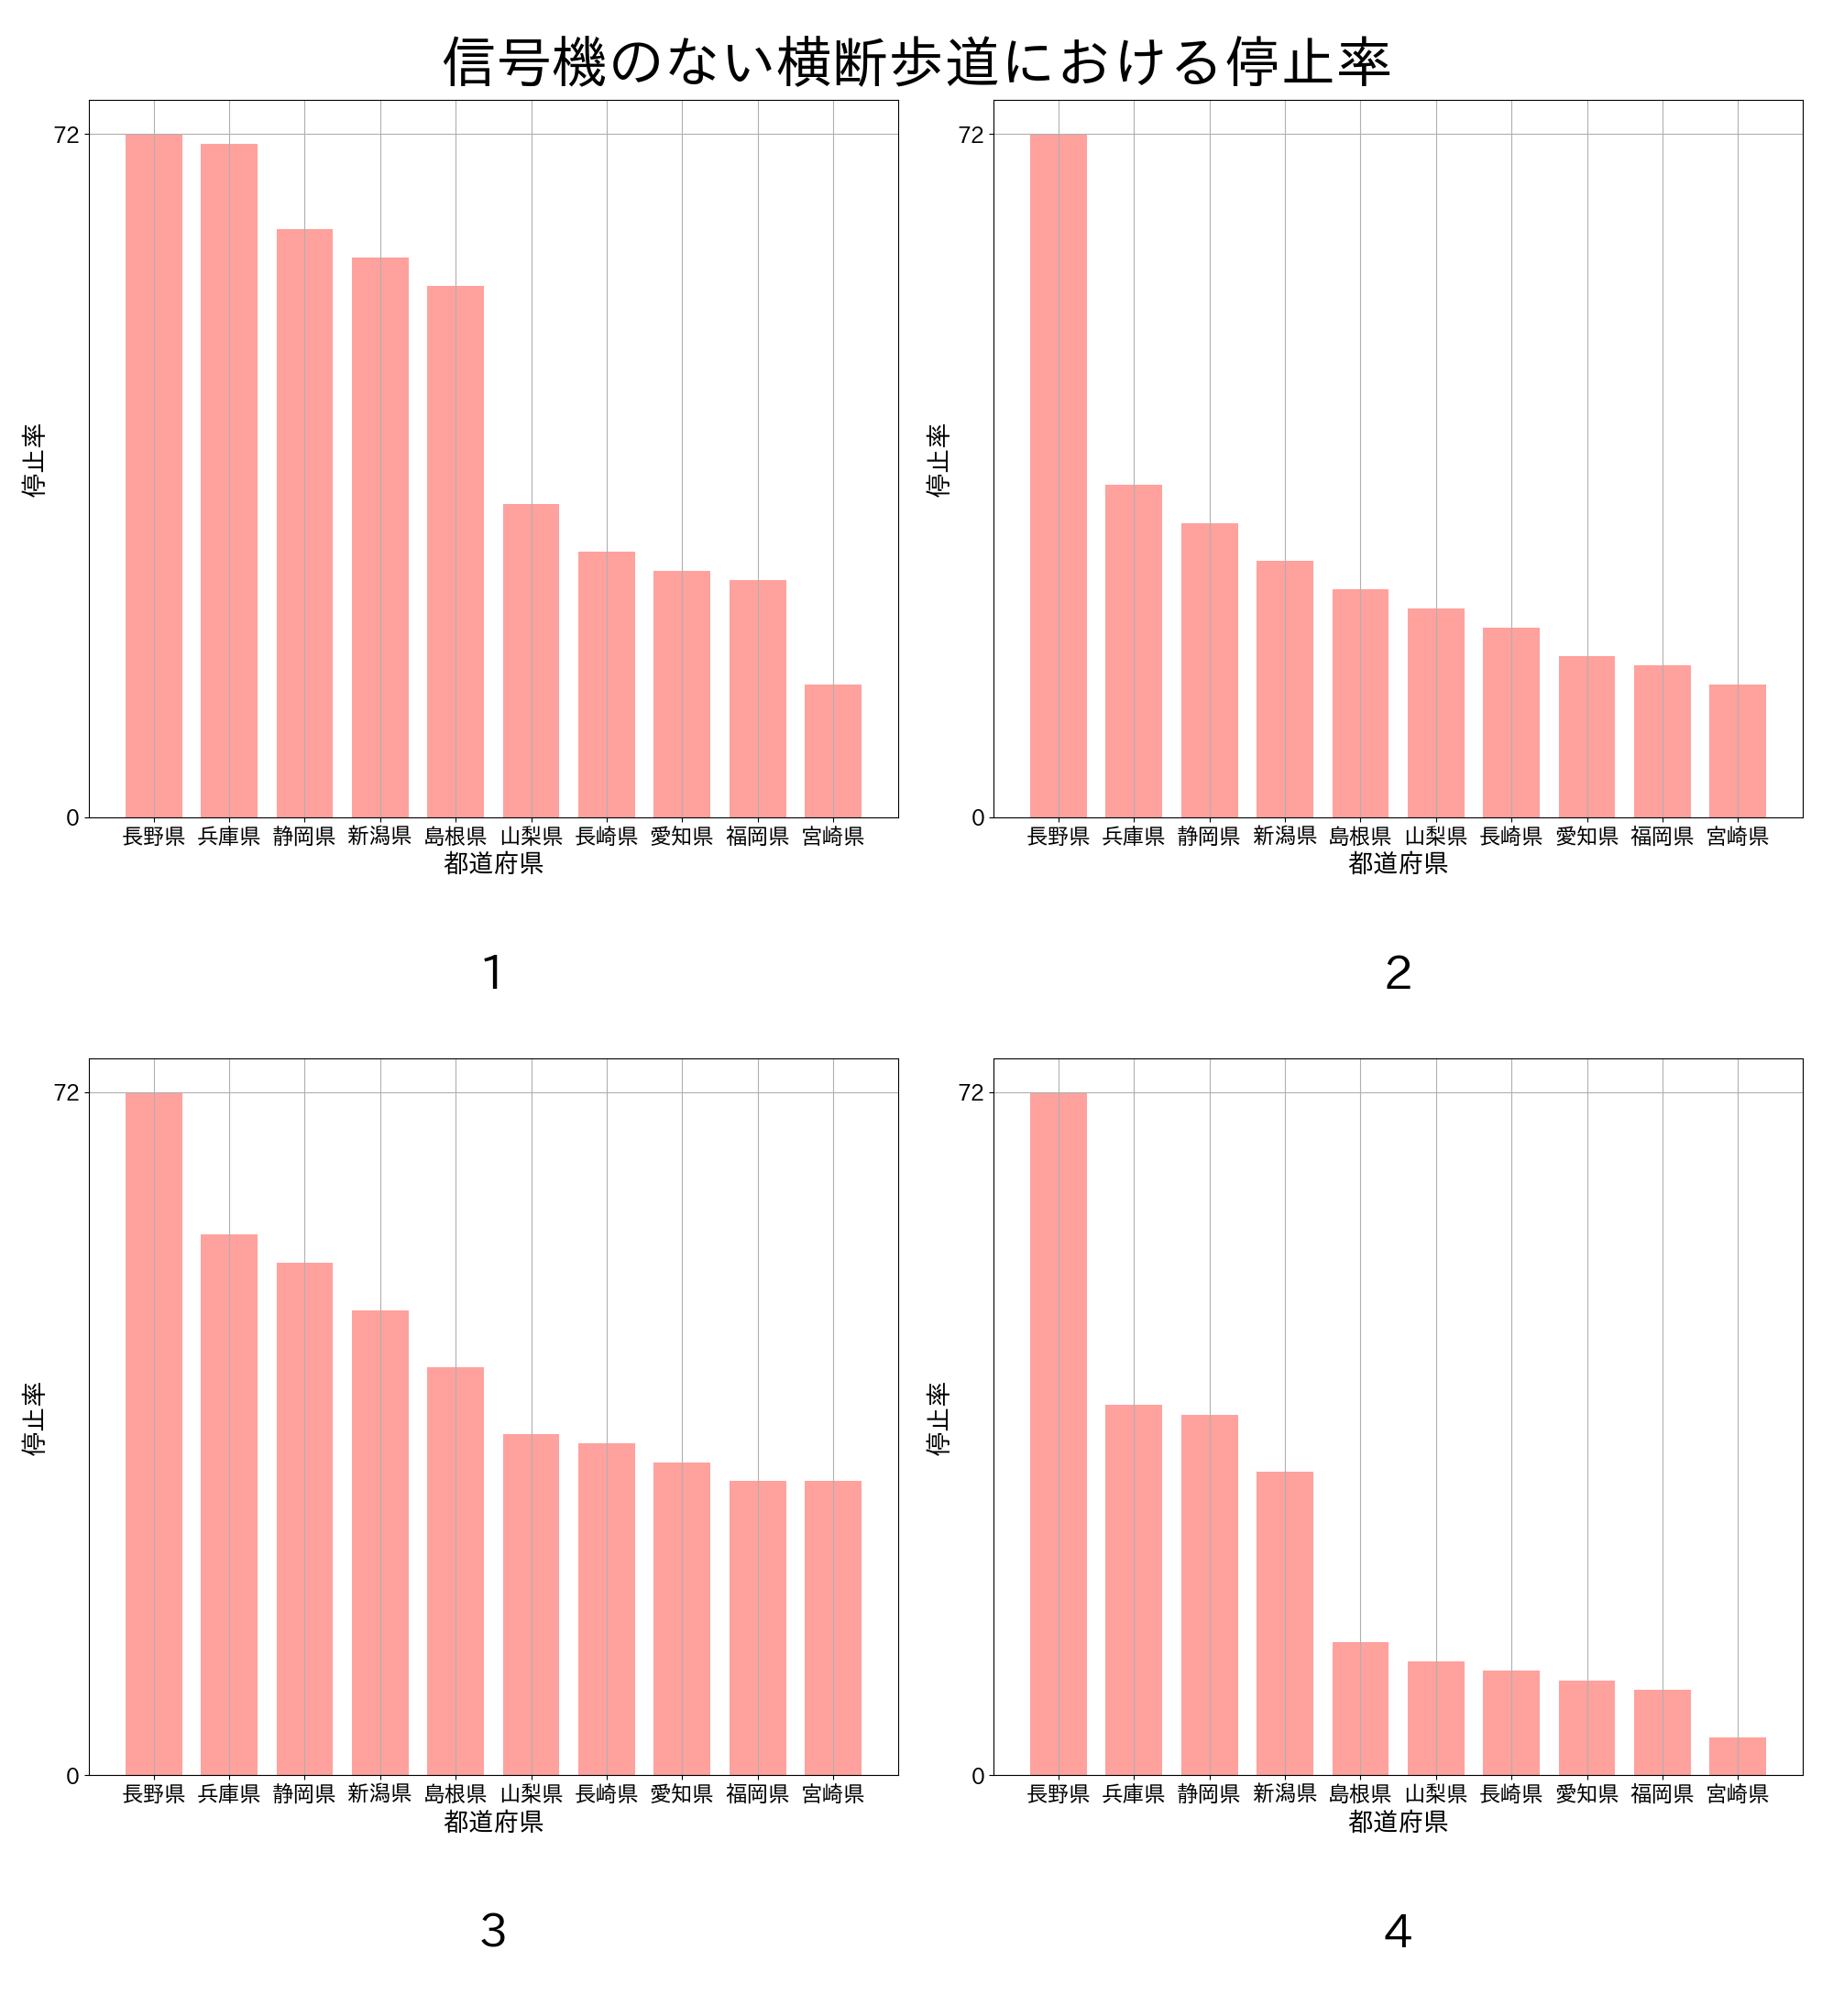 信号機のない横断歩道における停止率
72
0
停止率
長野県 兵庫県 静岡県 新潟県 島根県 山梨県 長崎県 愛知県 福岡県 宮崎県
都道府県
1
72
0
停止率
長野県 兵庫県 静岡県 新潟県 島根県 山梨県 長崎県 愛知県 福岡県 宮崎県
都道府県
2
72
0
停止率
長野県 兵庫県 静岡県 新潟県 島根県 山梨県 長崎県 愛知県 福岡県 宮崎県
都道府県
3
72
0
停止率
長野県 兵庫県 静岡県 新潟県 島根県 山梨県 長崎県 愛知県 福岡県 宮崎県
都道府県
4